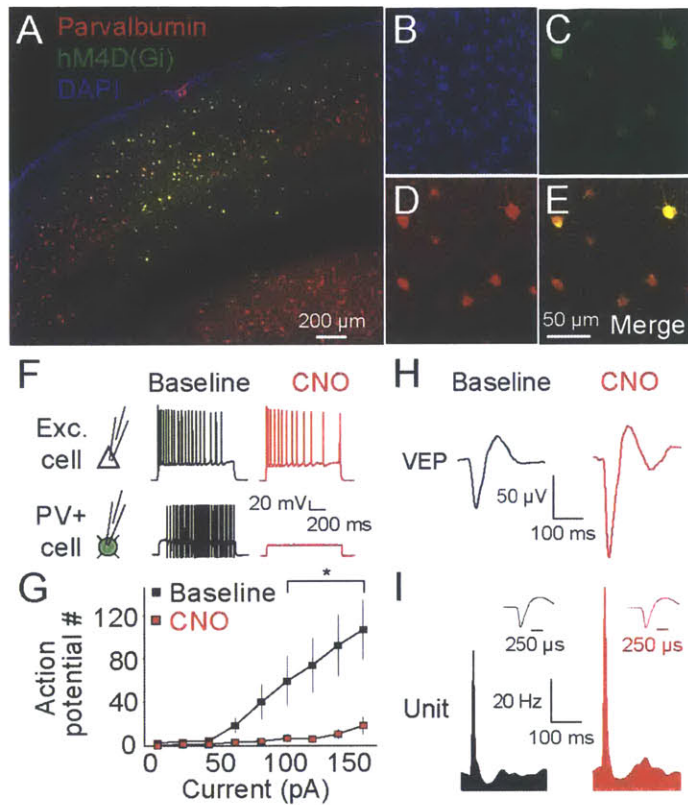 A
Parvalbumin
hM4D(Gi)
DAPI
200 µm
B
C
D
E
50 µm
Merge
F
Baseline
CNO
Exc.
cell
PV+
cell
20 mV
200 ms
G
Baseline
CNO
*
Action
potential #
120
80
40
0
0
50
100
150
Current (pA)
H
Baseline
CNO
VEP
50 µV
100 ms
I
250 µs
250 µs
Unit
20 Hz
100 ms